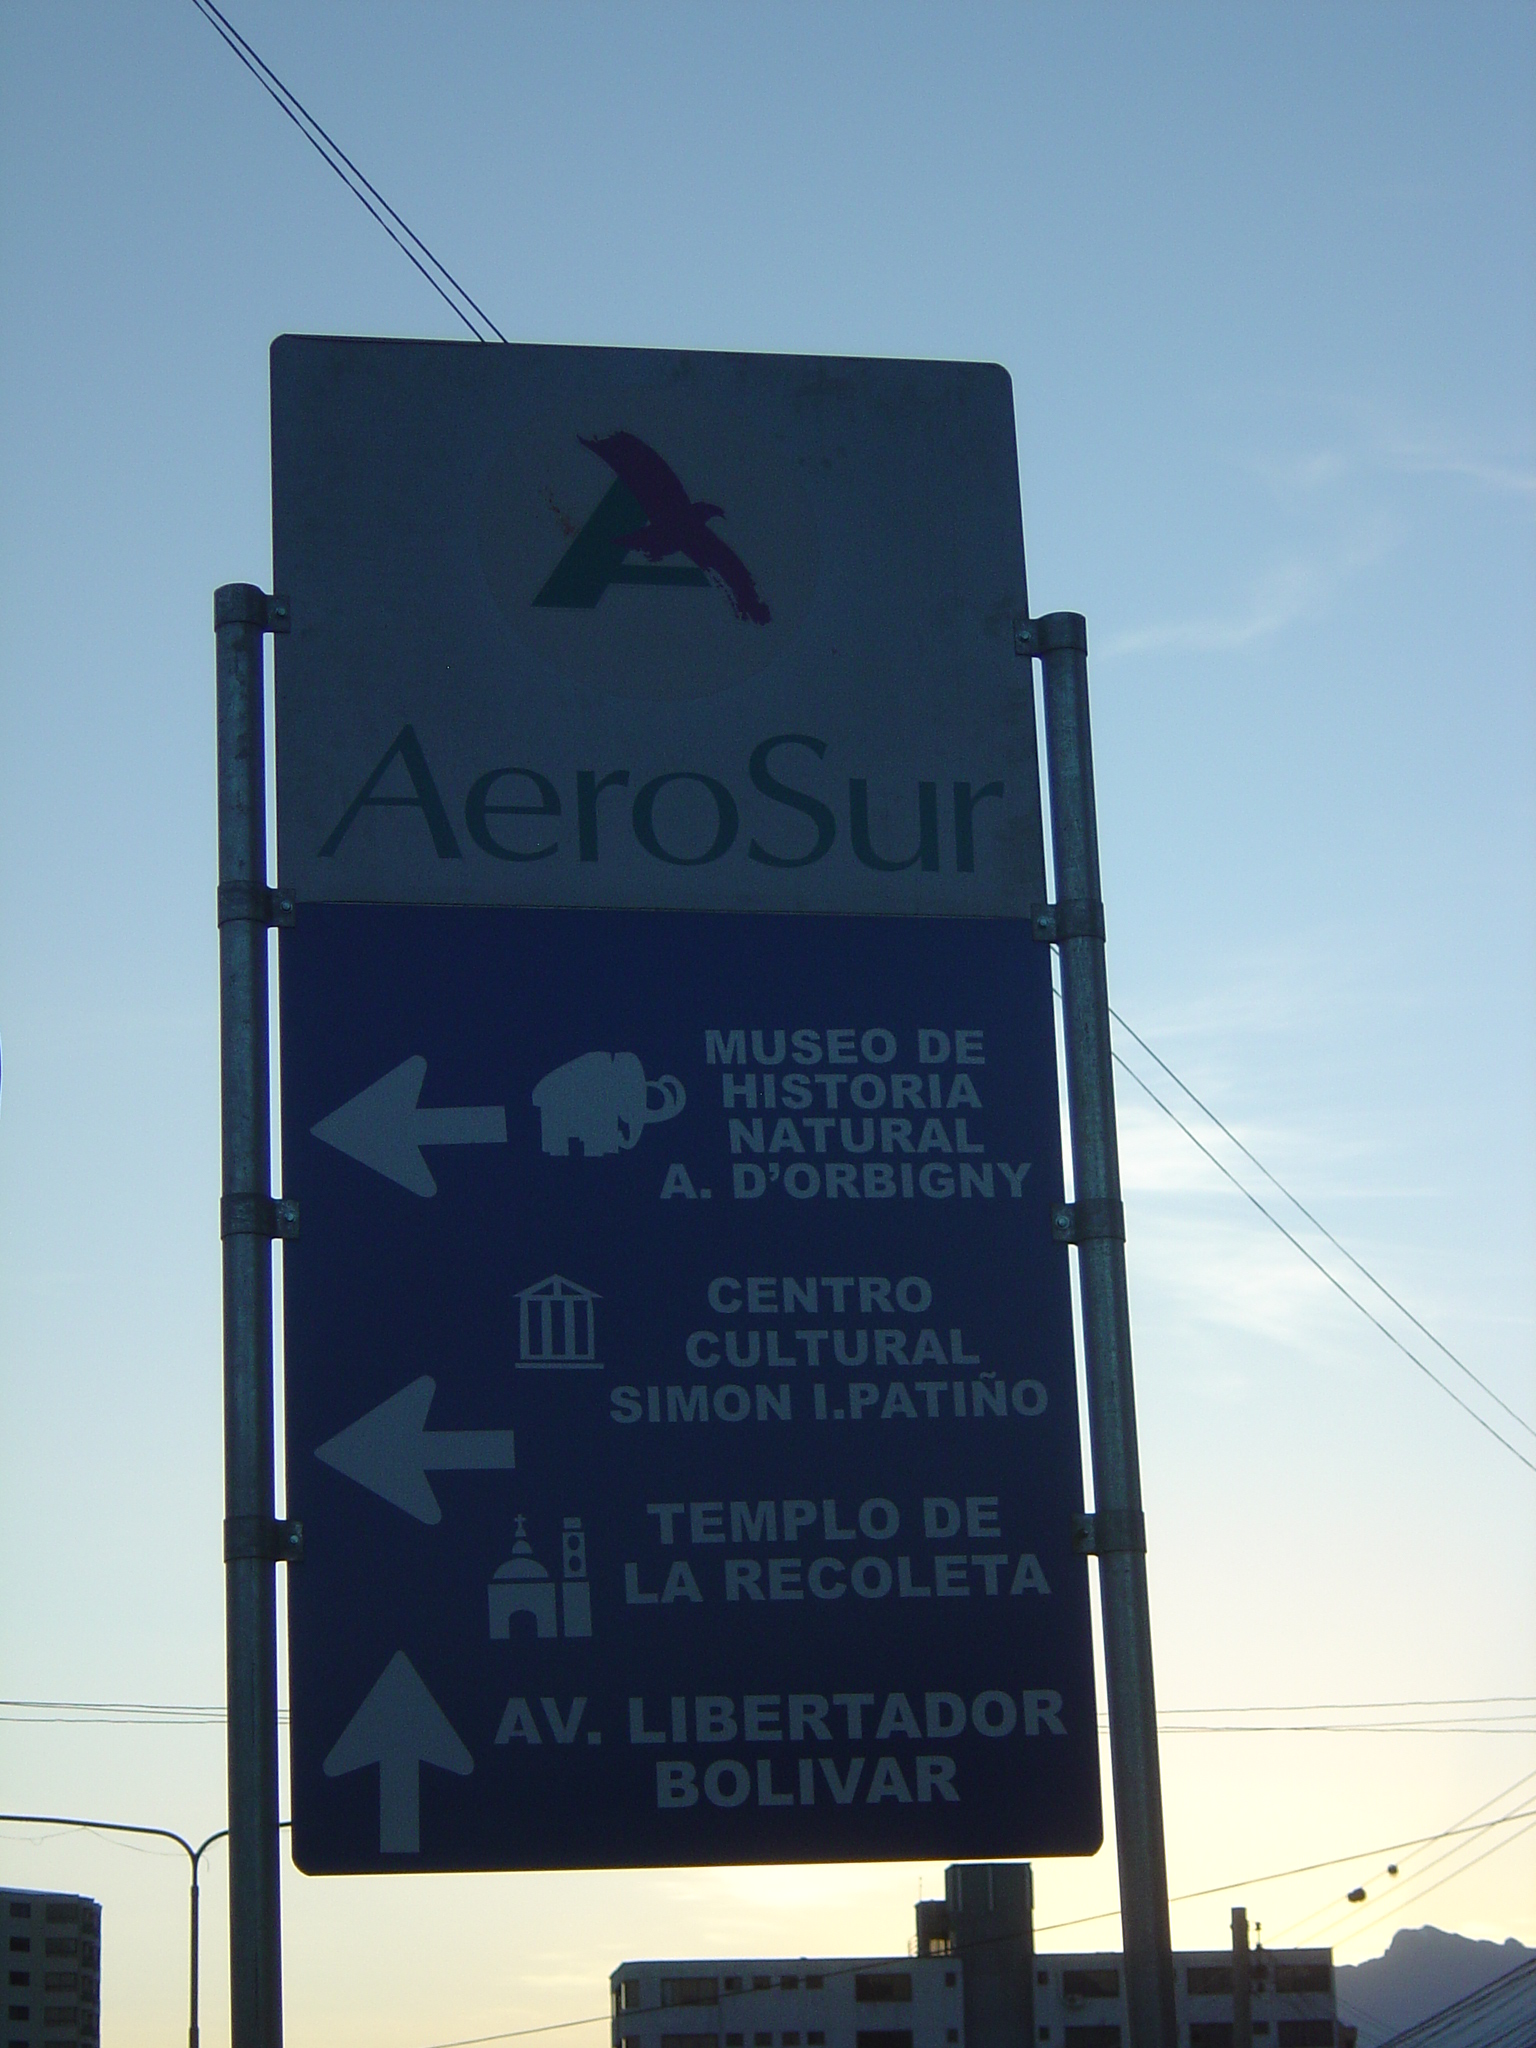 AeroSur
MUSEO DE
HISTORIA
NATURAL
A. D'ORBIGNY
CENTRO
CULTURAL
SIMON I.PATIÑO
TEMPLO DE
LA RECOLETA
AV. LIBERTADOR
BOLIVAR